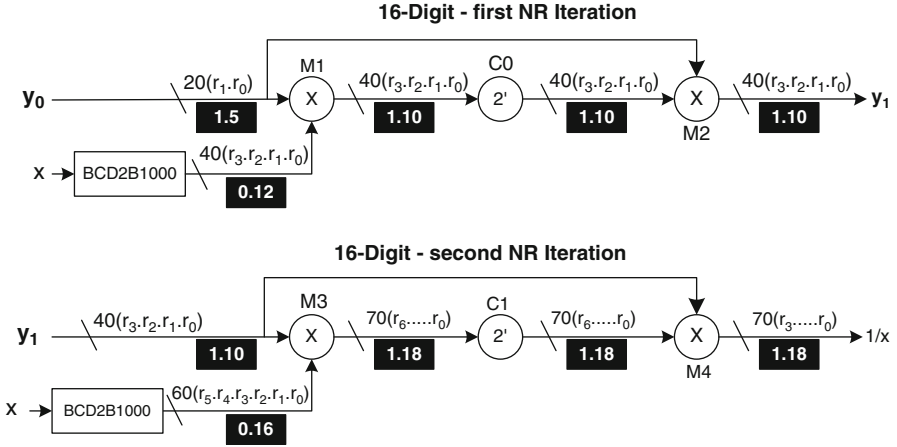 16-Digit - first NR Iteration
M1
C0
20(r1.r0)
40(r3.r2.r1.r0)
40(r3.r2.r1.r0)
40(r3.r2.r1.r0)
y0
X
2'
X
y1
1.5
1.10
1.10
1.10
M2
40(r3.r2.r1.r0)
X
BCD2B1000
0.12
16-Digit - second NR Iteration
M3
C1
40(r3.r2.r1.r0)
70(r6.....r0)
70(r6.....r0)
70(r3.....r0)
y1
X
2'
X
1/x
1.10
1.18
1.18
1.18
M4
60(r5.r4.r3.r2.r1.r0)
X
BCD2B1000
0.16